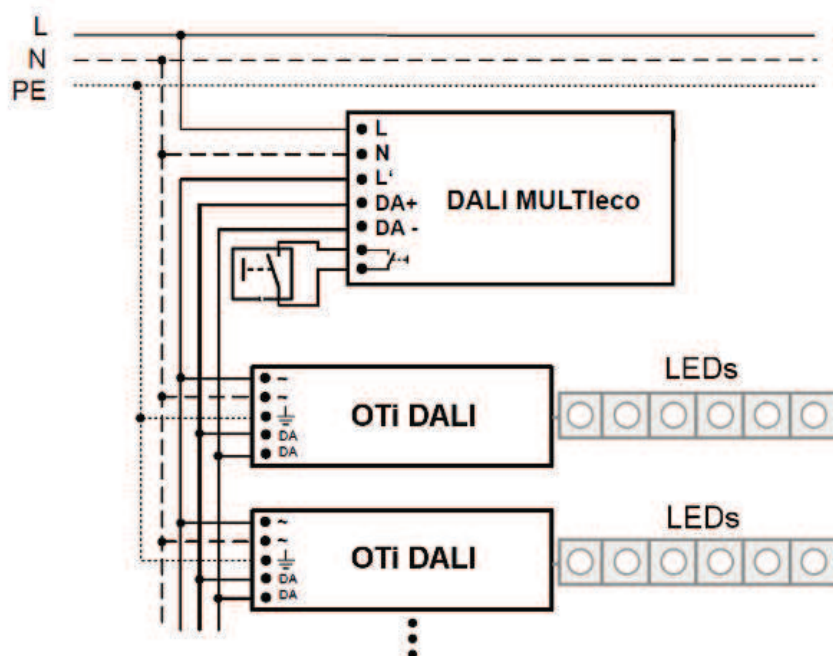 L
N
PE
L
N
L'
DA+
DA -
DALI MULTIeco
LEDs
~
~
DA
DA
OTi DALI
LEDs
~
~
DA
DA
OTi DALI